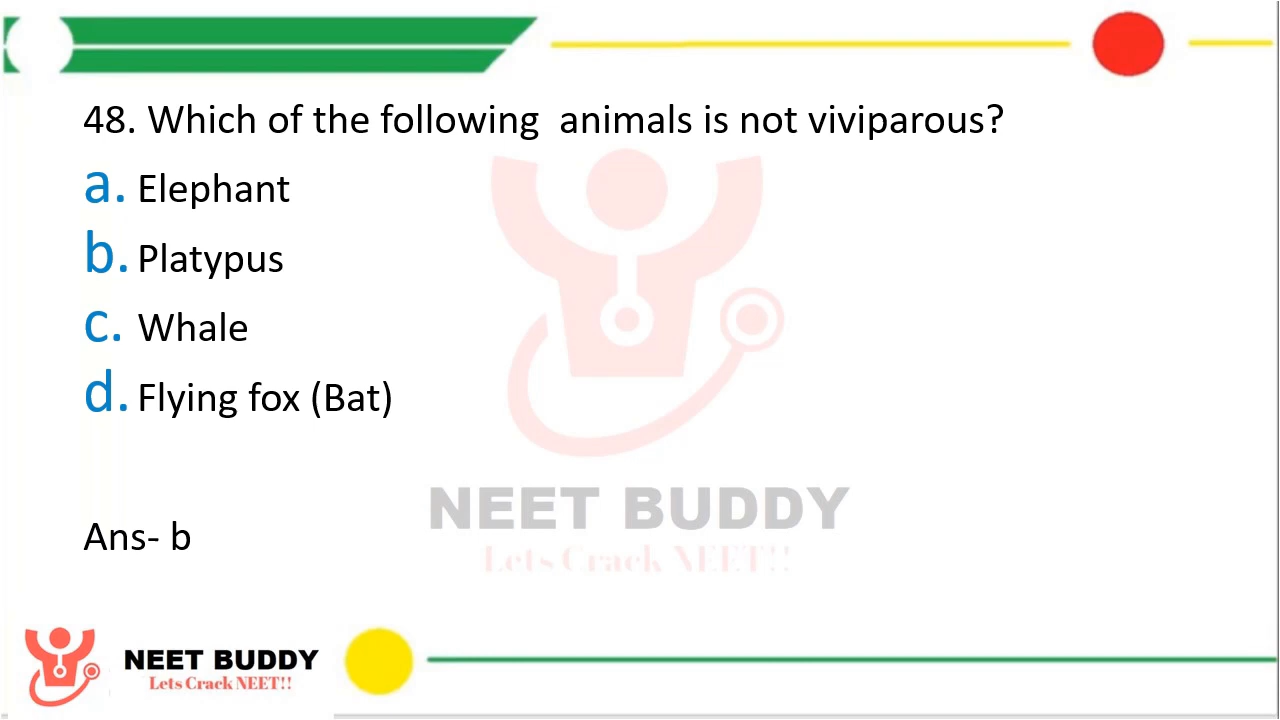 48. Which of the following  animals is not viviparous?
a. Elephant
b. Platypus
c. Whale
d. Flying fox (Bat)
NEET BUDDY
Lets Crack NEET!!
Ans- b
NEET BUDDY
Lets Crack NEET!!